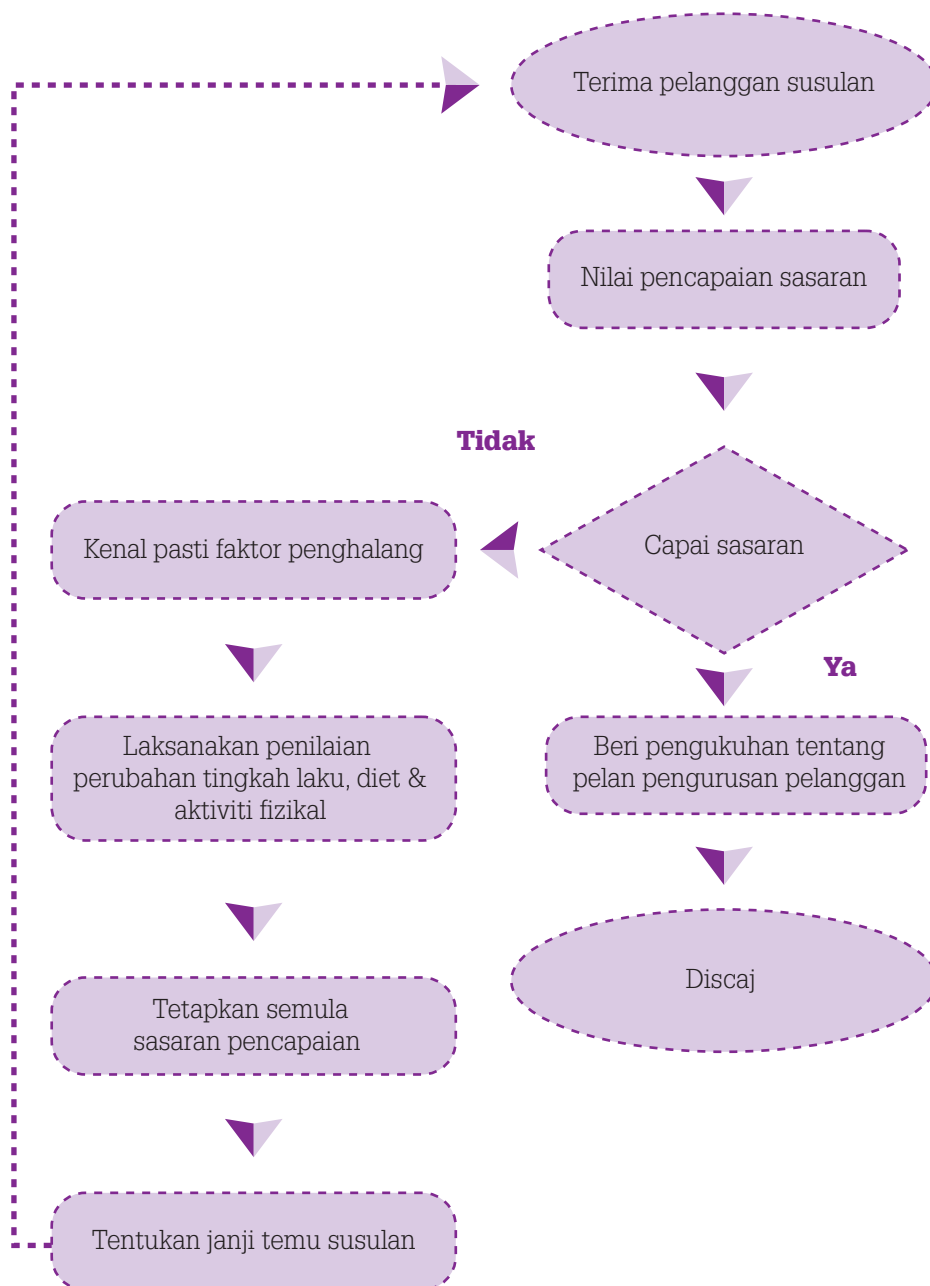 Terima pelanggan susulan
Nilai pencapaian sasaran
Capai sasaran
Tidak
Kenal pasti faktor penghalang
Laksanakan penilaian
perubahan tingkah laku, diet &
aktiviti fizikal
Tetapkan semula
sasaran pencapaian
Tentukan janji temu susulan
Ya
Beri pengukuhan tentang
pelan pengurusan pelanggan
Discaj